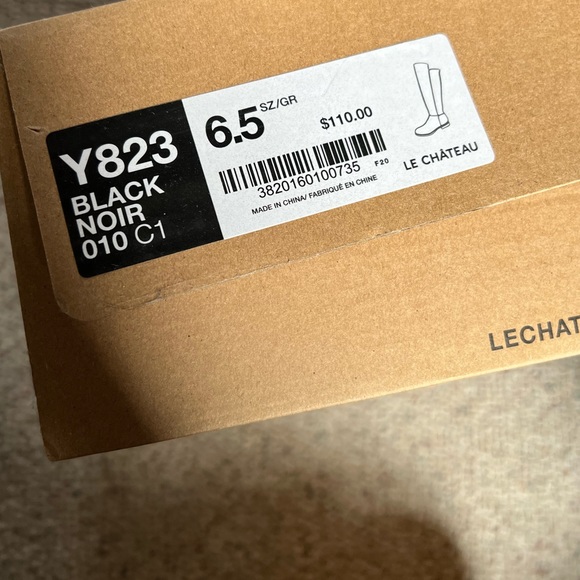 Y823
BLACK
NOIR
010 C1
6.5 SZ/GR
$110.00
3820160100735
F20
MADE IN CHINA/ FABRIQUÉ EN CHINE
LE CHÂTEAU
LECHAT